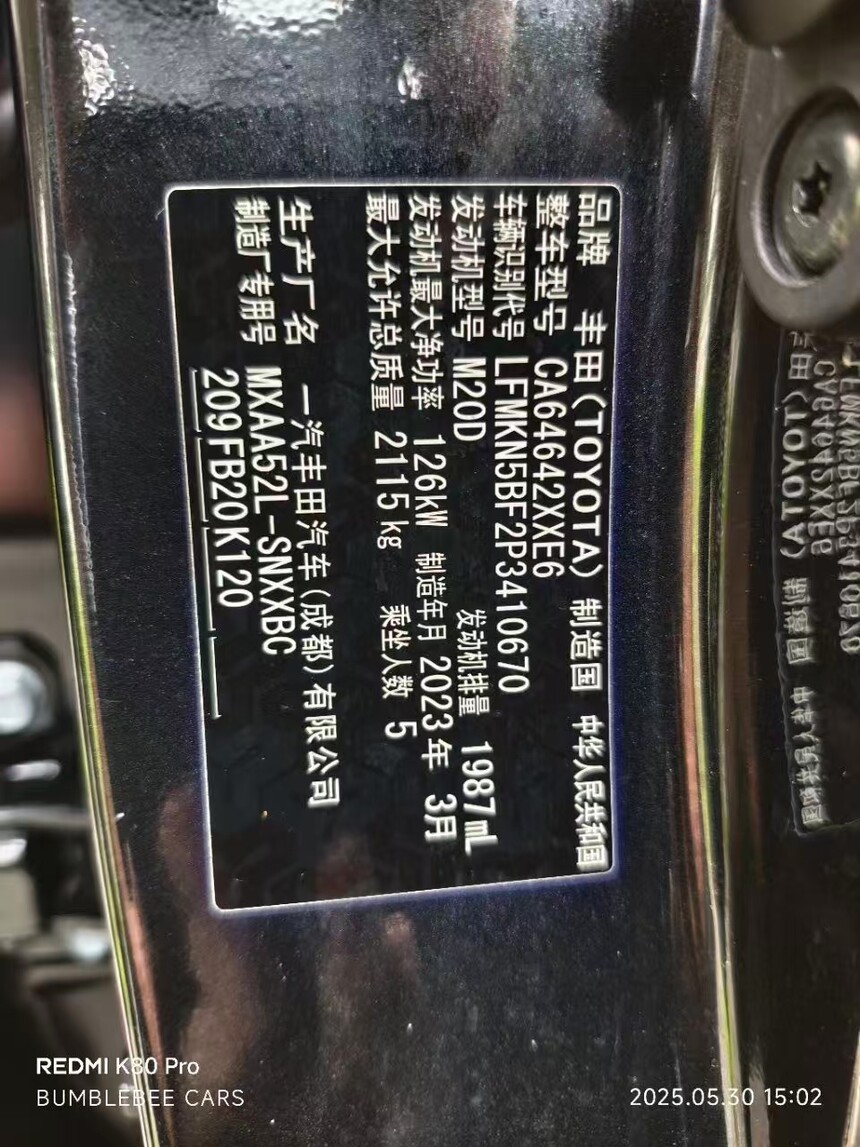 品牌 丰田(TOYOTA) 制造国 中华人民共和国
整车型号 CA64642XXE6
车辆识别代号 LFMKN5BF2P3410670
发动机型号 M20D 发动机排量 1987mL
发动机最大净功率 126kW 制造年月 2023年 3月
最大允许总质量 2115kg 乘坐人数 5
生产厂名 一汽丰田汽车(成都)有限公司
制造厂专用号 MXAA52L-SNXXBC
209FB20K120
REDMI K80 Pro
BUMBLEBEE CARS
2025.05.30 15:02